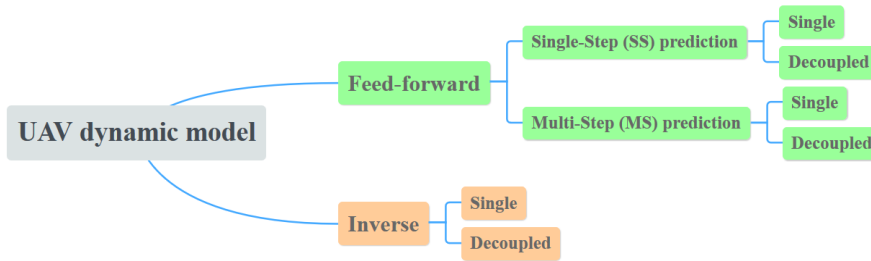 UAV dynamic model
Feed-forward
Single-Step (SS) prediction
Single
Decoupled
Multi-Step (MS) prediction
Single
Decoupled
Inverse
Single
Decoupled